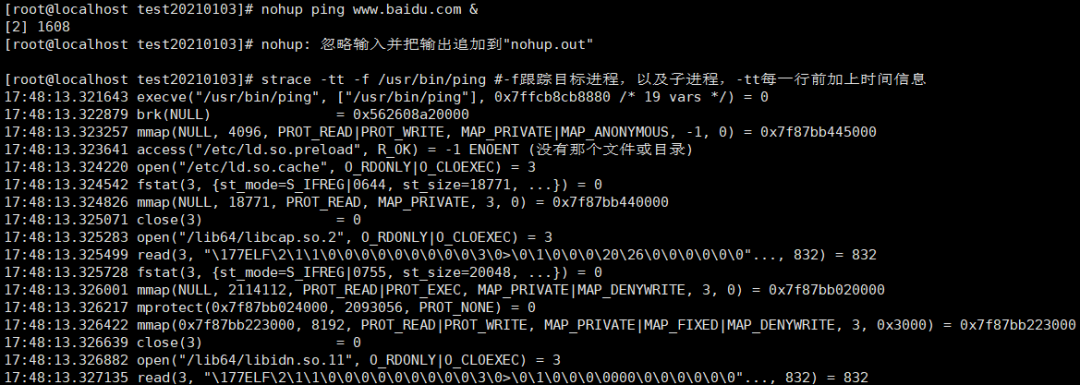 [root@localhost test20210103]# nohup ping www.baidu.com &
[2] 1608
[root@localhost test20210103]# nohup: 忽略输入并把输出追加到"nohup.out"
[root@localhost test20210103]# strace -tt -f /usr/bin/ping #-f跟踪目标进程，以及子进程，-tt每一行前加上时间信息
17:48:13.321643 execve("/usr/bin/ping", ["/usr/bin/ping"], 0x7ffcb8cb8880 /* 19 vars */) = 0
17:48:13.322879 brk(NULL) = 0x562608a20000
17:48:13.323257 mmap(NULL, 4096, PROT_READ|PROT_WRITE, MAP_PRIVATE|MAP_ANONYMOUS, -1, 0) = 0x7f87bb445000
17:48:13.323641 access("/etc/ld.so.preload", R_OK) = -1 ENOENT (没有那个文件或目录)
17:48:13.324220 open("/etc/ld.so.cache", O_RDONLY|O_CLOEXEC) = 3
17:48:13.324542 fstat(3, {st_mode=S_IFREG|0644, st_size=18771, ...}) = 0
17:48:13.324826 mmap(NULL, 18771, PROT_READ, MAP_PRIVATE, 3, 0) = 0x7f87bb440000
17:48:13.325071 close(3) = 0
17:48:13.325283 open("/lib64/libcap.so.2", O_RDONLY|O_CLOEXEC) = 3
17:48:13.325499 read(3, "\177ELF\2\1\1\0\0\0\0\0\0\0\0\0\3\0>\0\1\0\0\0\20\26\0\0\0\0\0\0"..., 832) = 832
17:48:13.325728 fstat(3, {st_mode=S_IFREG|0755, st_size=20048, ...}) = 0
17:48:13.326001 mmap(NULL, 2114112, PROT_READ|PROT_EXEC, MAP_PRIVATE|MAP_DENYWRITE, 3, 0) = 0x7f87bb020000
17:48:13.326217 mprotect(0x7f87bb024000, 2093056, PROT_NONE) = 0
17:48:13.326422 mmap(0x7f87bb223000, 8192, PROT_READ|PROT_WRITE, MAP_PRIVATE|MAP_FIXED|MAP_DENYWRITE, 3, 0x3000) = 0x7f87bb223000
17:48:13.326639 close(3) = 0
17:48:13.326882 open("/lib64/libidn.so.11", O_RDONLY|O_CLOEXEC) = 3
17:48:13.327135 read(3, "\177ELF\2\1\1\0\0\0\0\0\0\0\0\0\3\0>\0\1\0\0\0000\0\0\0\0\0\0"..., 832) = 832